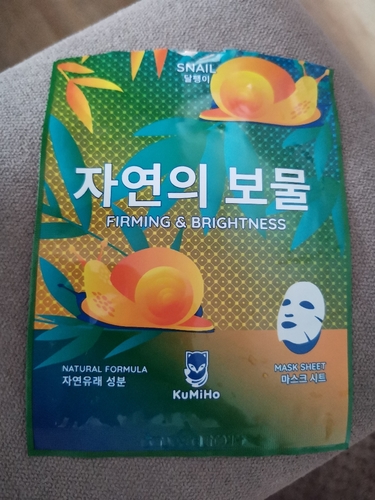 SNAIL
달팽이
자연의 보물
FIRMING & BRIGHTNESS
NATURAL FORMULA
자연유래 성분
MASK SHEET
마스크 시트
KuMiHo